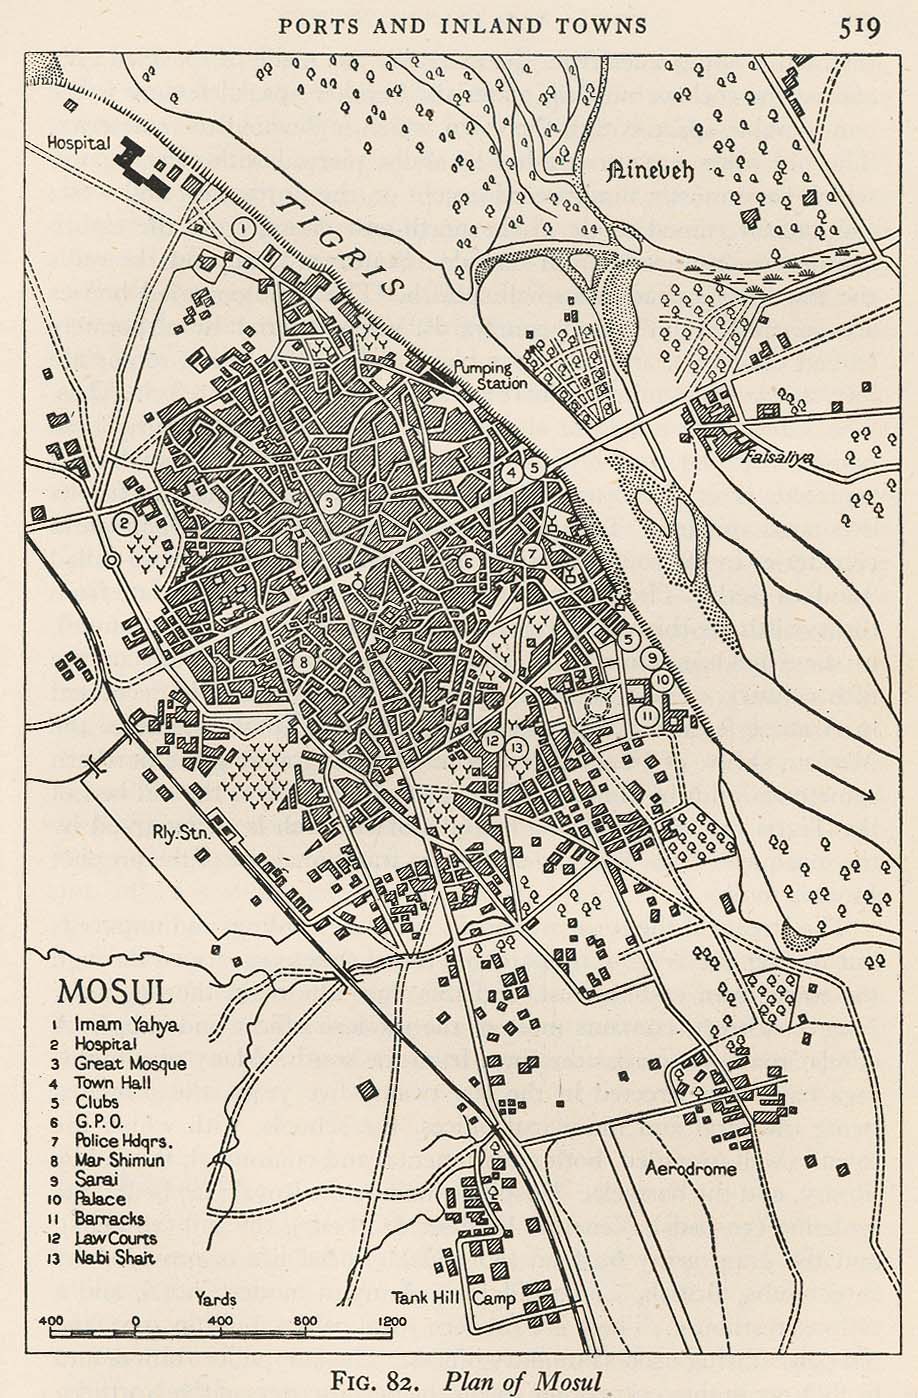 PORTS AND INLAND TOWNS 519
Hospital
TIGRIS
Nineveh
1
Pumping
Station
Faisaliya
4 5
3
2
7
6
8
5
9
10
11
12 13
Rly. Stn.
MOSUL
1 Imam Yahya
2 Hospital
3 Great Mosque
4 Town Hall
5 Clubs
6 G.P.O.
7 Police Hdqrs.
8 Mar Shimun
9 Sarai
10 Palace
11 Barracks
12 Law Courts
13 Nabi Shait
Aerodrome
Tank Hill Camp
Yards
400 0 400 800 1200
FIG. 82. Plan of Mosul